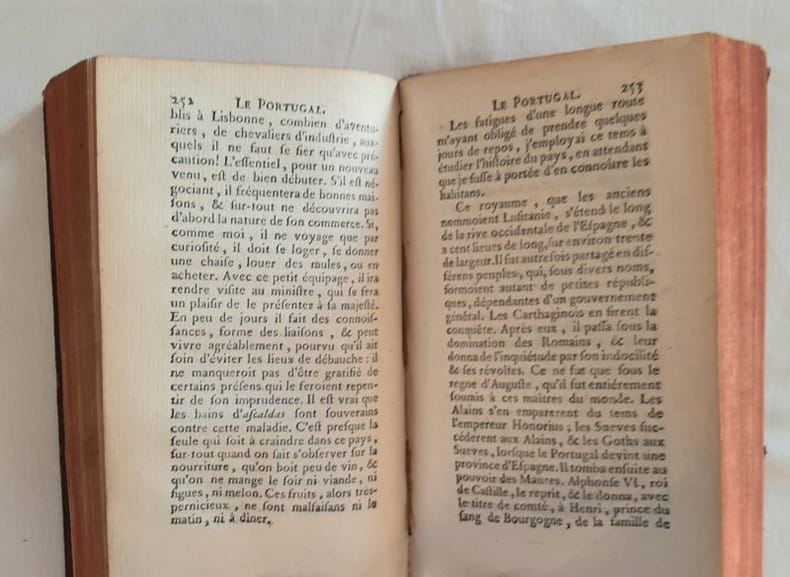 252 LE PORTUGAL.
blis à Lisbonne, combien d'aventu-
riers, de chevaliers d'induſtrie, aux-
quels il ne faut ſe fier qu'avec pré-
caution! L'eſſentiel, pour un nouveau
venu, eſt de bien débuter. S'il eſt né-
gociant, il fréquentera de bonnes mai-
ſons, & ſur-tout ne découvrira pas
d'abord la nature de ſon commerce. Si,
comme moi, il ne voyage que par
curioſité, il doit ſe loger, ſe donner
une chaiſe, louer des mules, ou en
acheter. Avec ce petit équipage, il ira
rendre viſite au miniſtre, qui ſe fera
un plaiſir de le préſenter à ſa majeſté.
En peu de jours il fait des connoiſ-
ſances, forme des liaiſons, & peut
vivre agréablement, pourvu qu'il ait
ſoin d'éviter les lieux de débauche: il
ne manqueroit pas d'être gratifié de
certains préſens qui le feroient repen-
tir de ſon imprudence. Il eſt vrai que
les bains d'aſcaldas ſont ſouverains
contre cette maladie. C'eſt preſque la
ſeule qui ſoit à craindre dans ce pays,
ſur-tout quand on ſait s'obſerver ſur la
nourriture, qu'on boit peu de vin, &
qu'on ne mange le ſoir ni viande, ni
figues, ni melon. Ces fruits, alors très-
pernicieux, ne ſont malfaiſans ni le
matin, ni à dîner.
LE PORTUGAL. 253
Les fatigues d'une longue route
m'ayant obligé de prendre quelques
jours de repos, j'employai ce tems à
étudier l'hiſtoire du pays, en attendant
que je fuſſe à portée d'en connoître les
habitans.
Ce royaume, que les anciens
nommoient Luſitanie, s'étend le long
de la rive occidentale de l'Eſpagne, &
a cent lieues de long, ſur environ trente
de largeur. Il fut autrefois partagé en diſ-
férens peuples, qui, ſous divers noms,
formoient autant de petites républi-
ques, dépendantes d'un gouvernement
général. Les Carthaginois en firent la
conquête. Après eux, il paſſa ſous la
domination des Romains, & leur
donna de l'inquiétude par ſon indocilité
& ſes révoltes. Ce ne fut que ſous le
regne d'Auguſte, qu'il fut entiérement
ſoumis à ces maîtres du monde. Les
Alains s'en emparerent du tems de
l'empereur Honorius; les Sueves ſuc-
céderent aux Alains, & les Goths aux
Sueves, lorſque le Portugal devint une
province d'Eſpagne. Il tomba enſuite au
pouvoir des Maures. Alphonſe VI, roi
de Caſtille, le reprit, & le donna, avec
le titre de comté, à Henri, prince du
ſang de Bourgogne, de la famille de